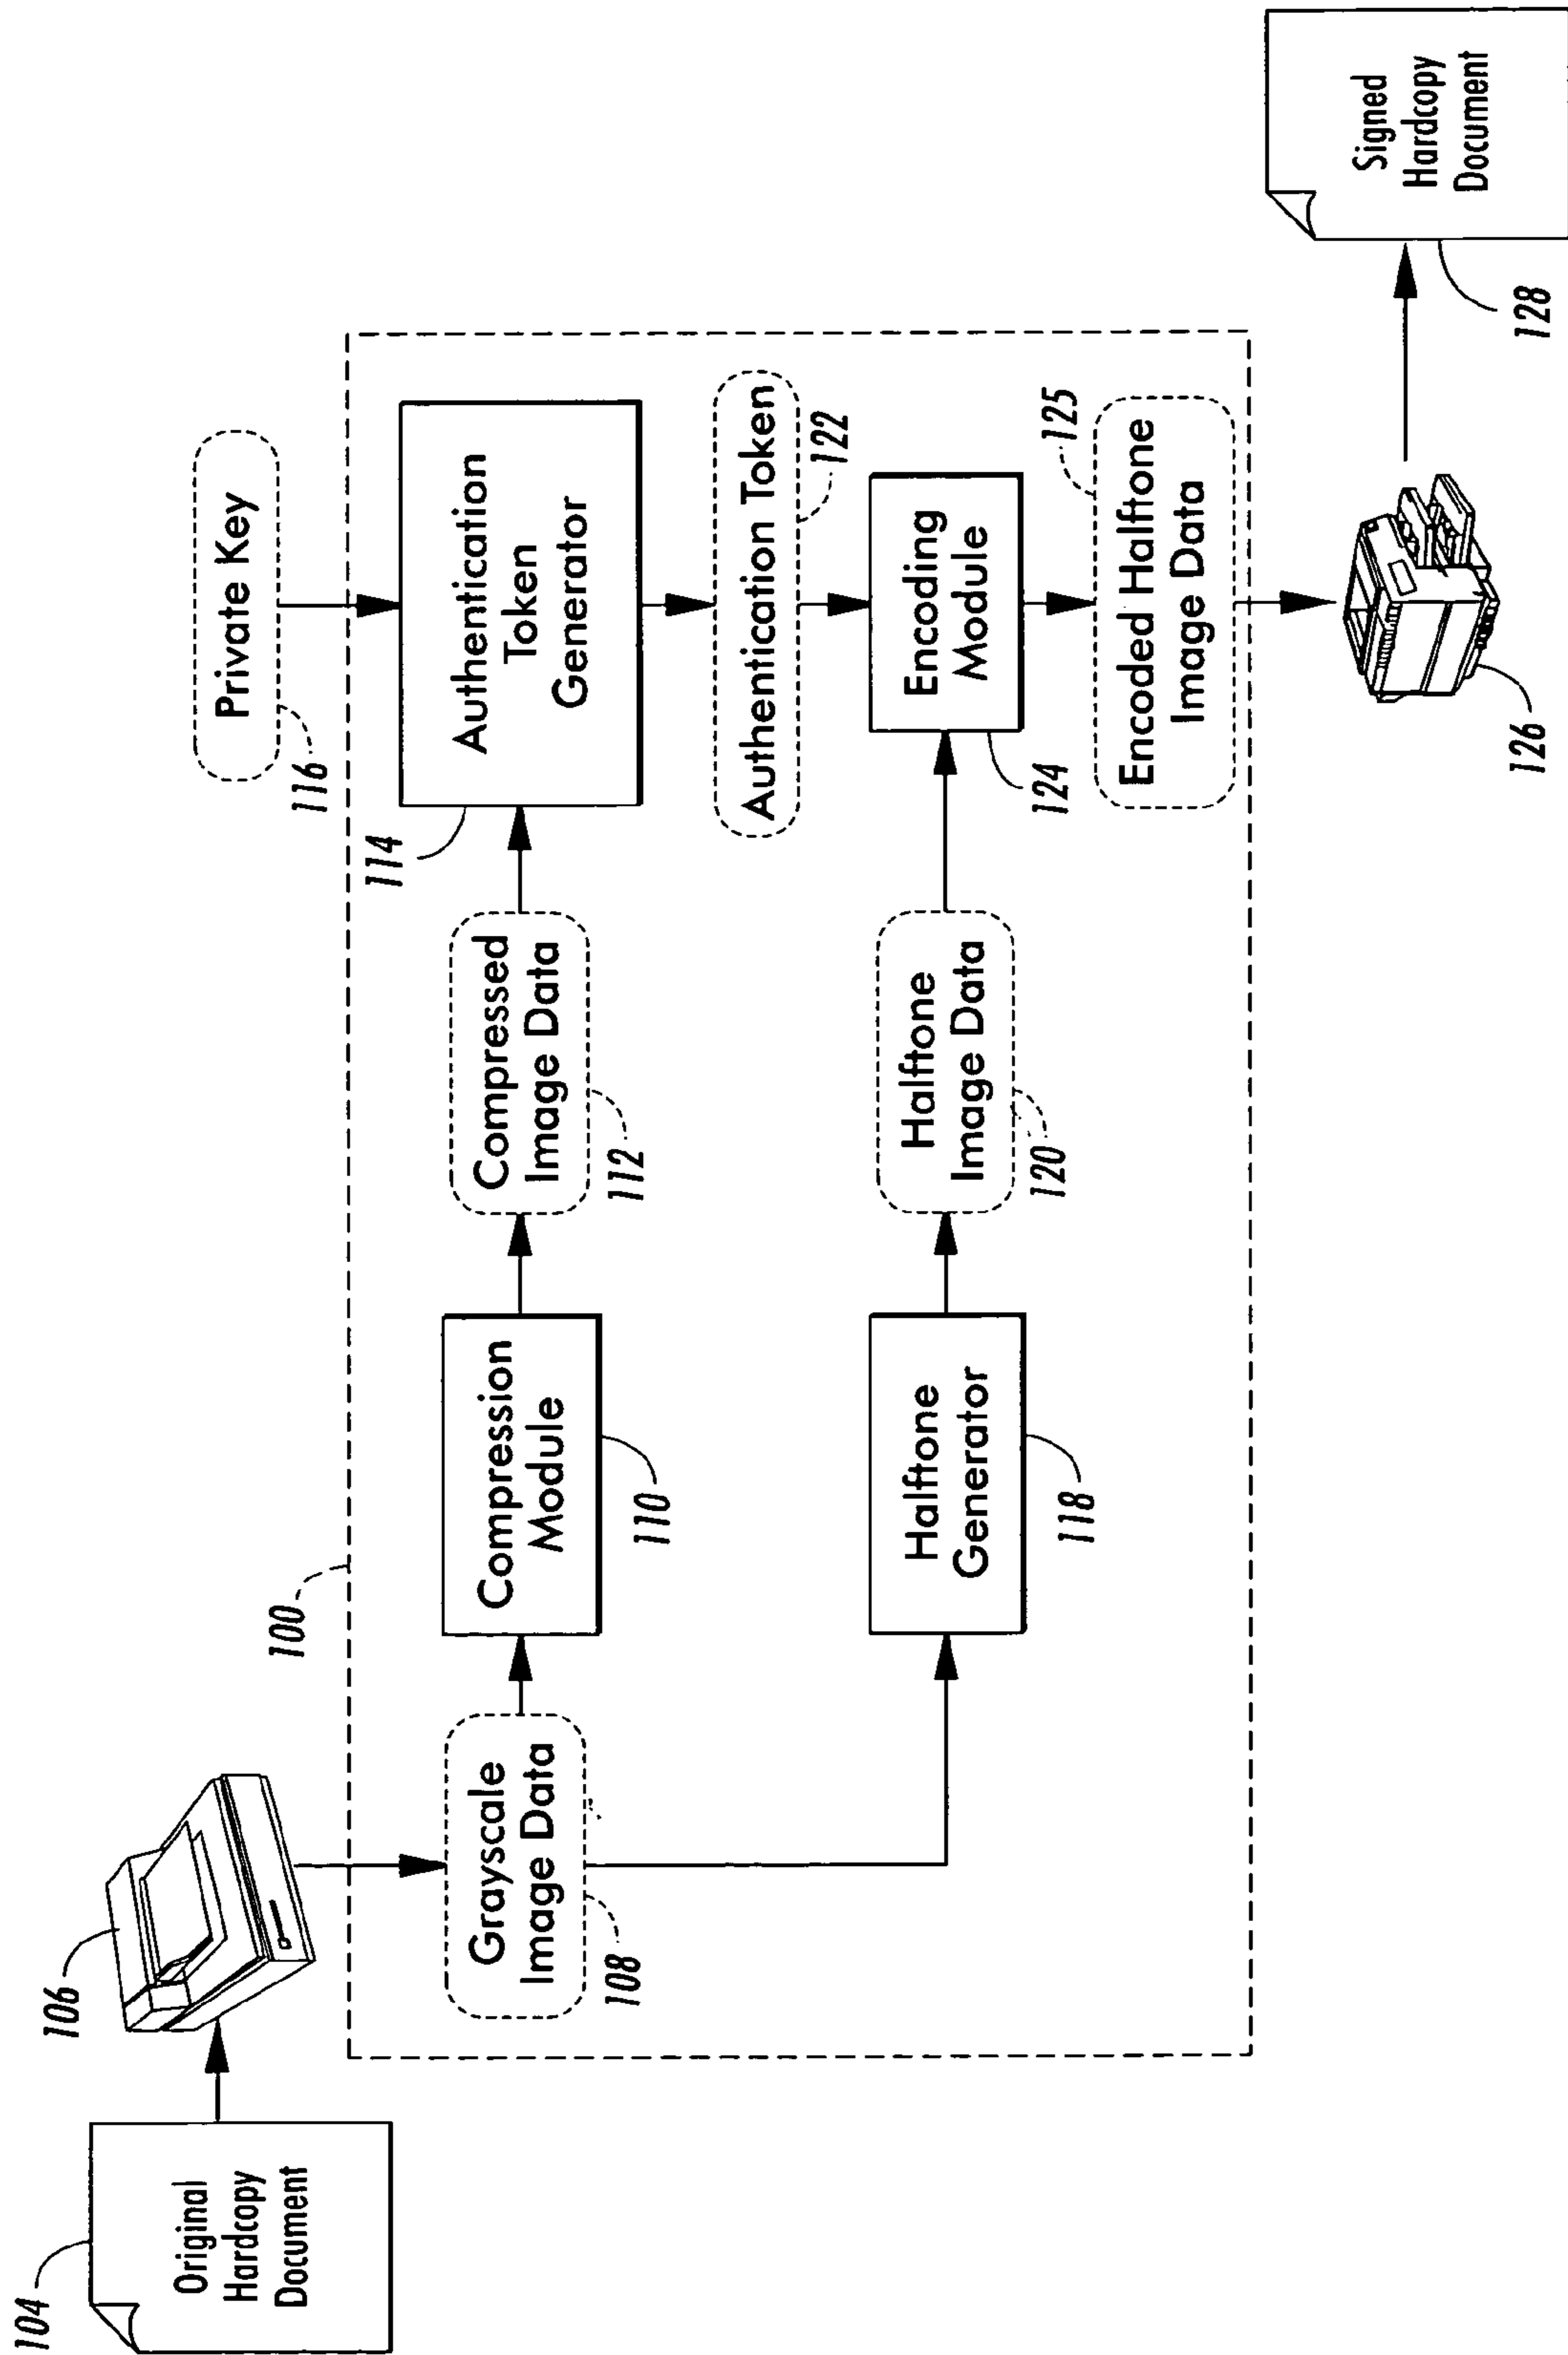 104
Original
Hardcopy
Document
106
100
Grayscale
Image Data
108
Compression
Module
110
Compressed
Image Data
112
114
Private Key
116
Authentication
Token
Generator
Authentication Token
122
Halftone
Generator
118
Halftone
Image Data
120
Encoding
Module
124
125
Encoded Halftone
Image Data
126
Signed
Hardcopy
Document
128